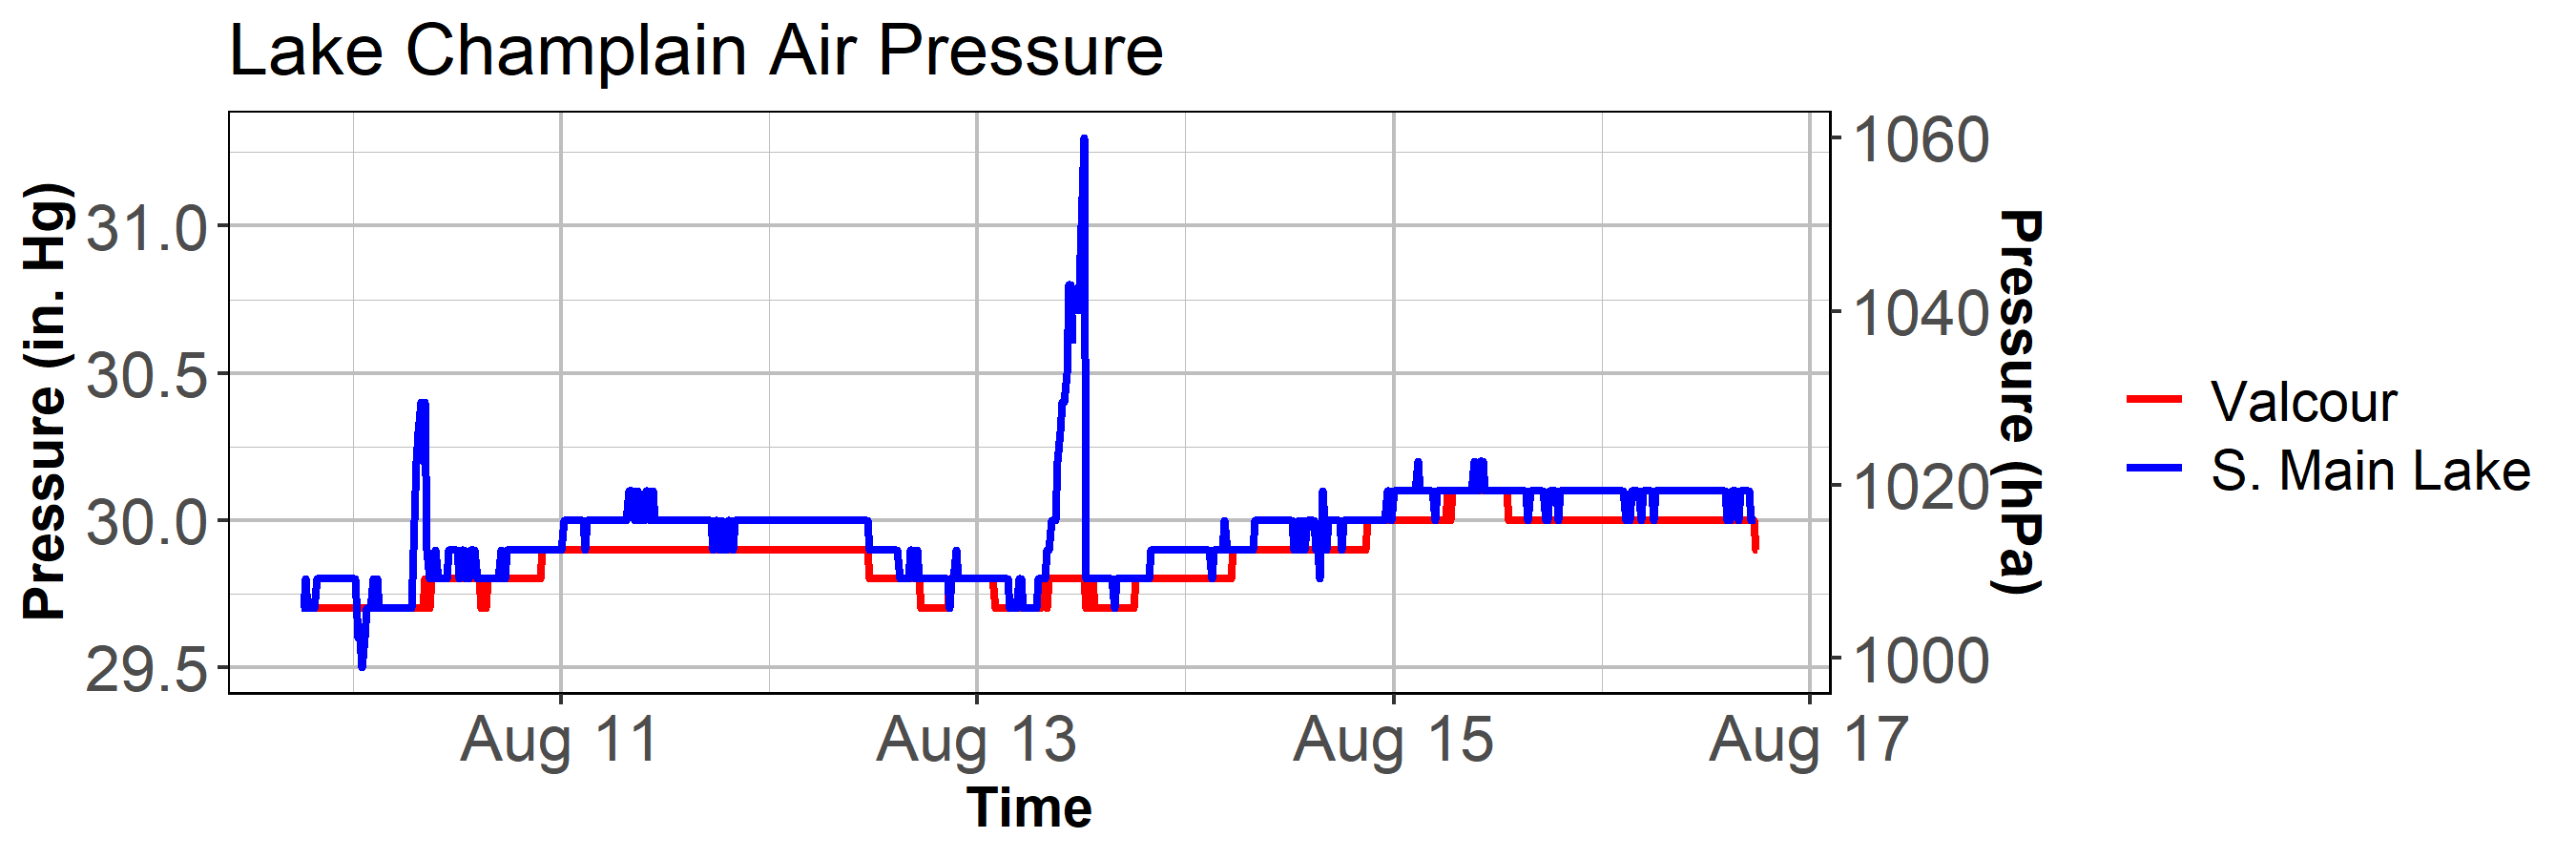 Lake Champlain Air Pressure
Pressure (in. Hg)
31.0
30.5
30.0
29.5
1060
1040
1020
1000
Pressure (hPa)
Aug 11
Aug 13
Aug 15
Aug 17
Time
Valcour
S. Main Lake